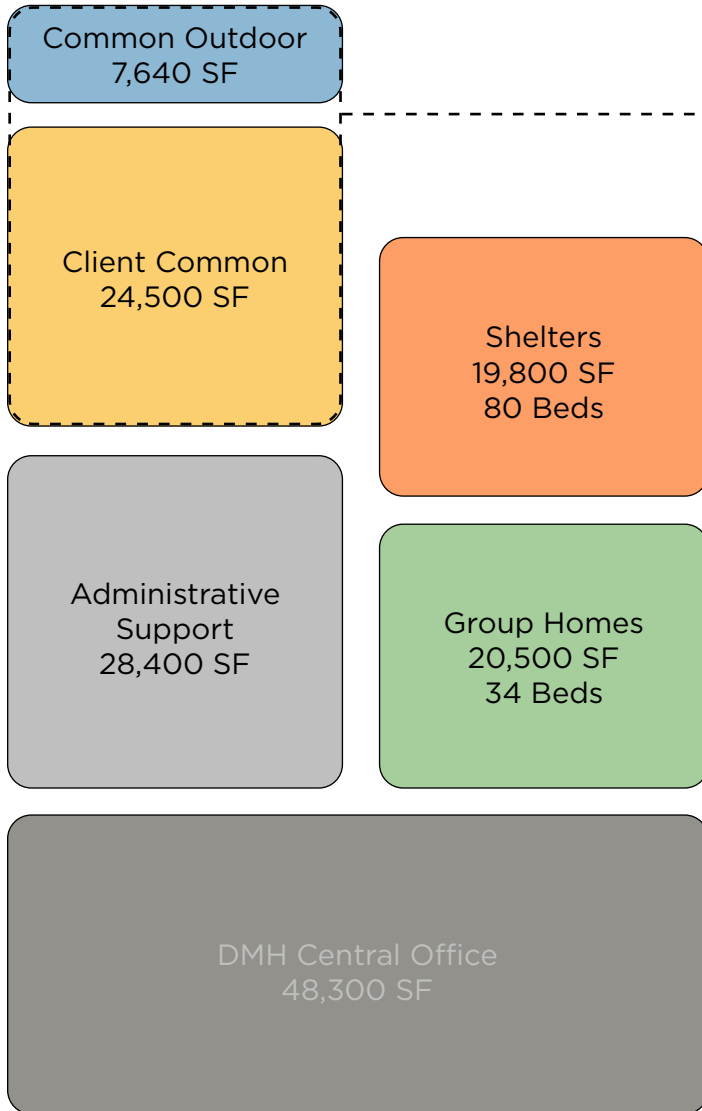 Common Outdoor
7,640 SF
Client Common
24,500 SF
Shelters
19,800 SF
80 Beds
Administrative
Support
28,400 SF
Group Homes
20,500 SF
34 Beds
DMH Central Office
48,300 SF